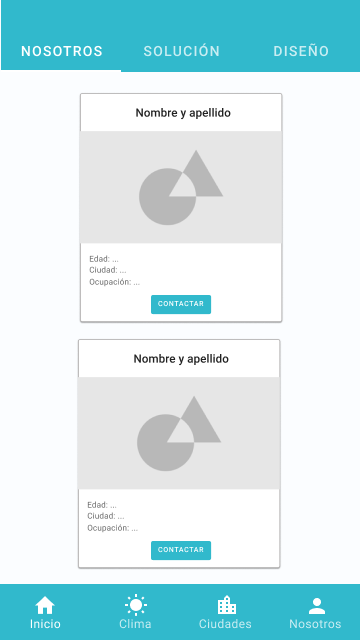 NOSOTROS SOLUCIÓN DISEÑO
Nombre y apellido
Edad: ...
Ciudad: ...
Ocupación: ...
CONTACTAR
Nombre y apellido
Edad: ...
Ciudad: ...
Ocupación: ...
CONTACTAR
Inicio Clima Ciudades Nosotros